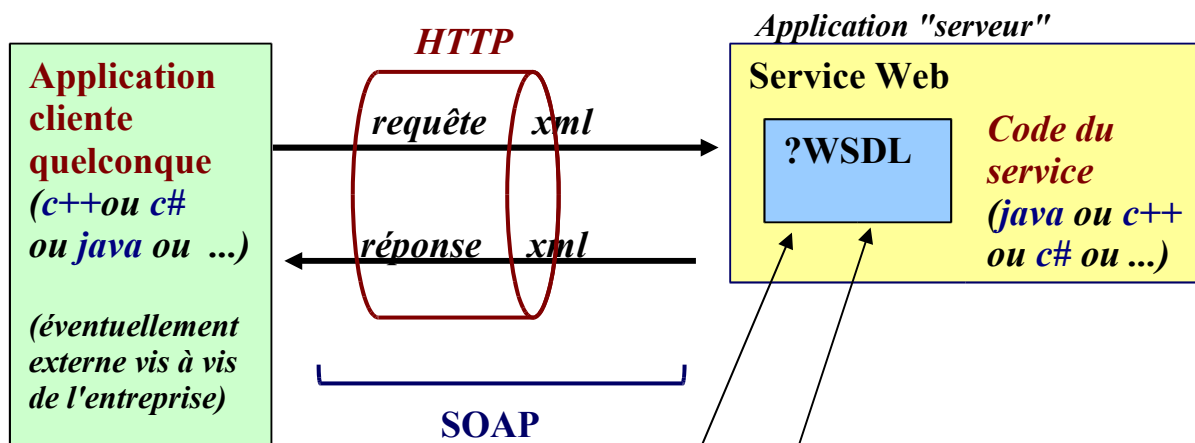 Application "serveur"
HTTP
Application
cliente
quelconque
(c++ou c#
ou java ou ...)
(éventuellement
externe vis à vis
de l'entreprise)
requête xml
réponse xml
SOAP
Service Web
?WSDL
Code du
service
(java ou c++
ou c# ou ...)